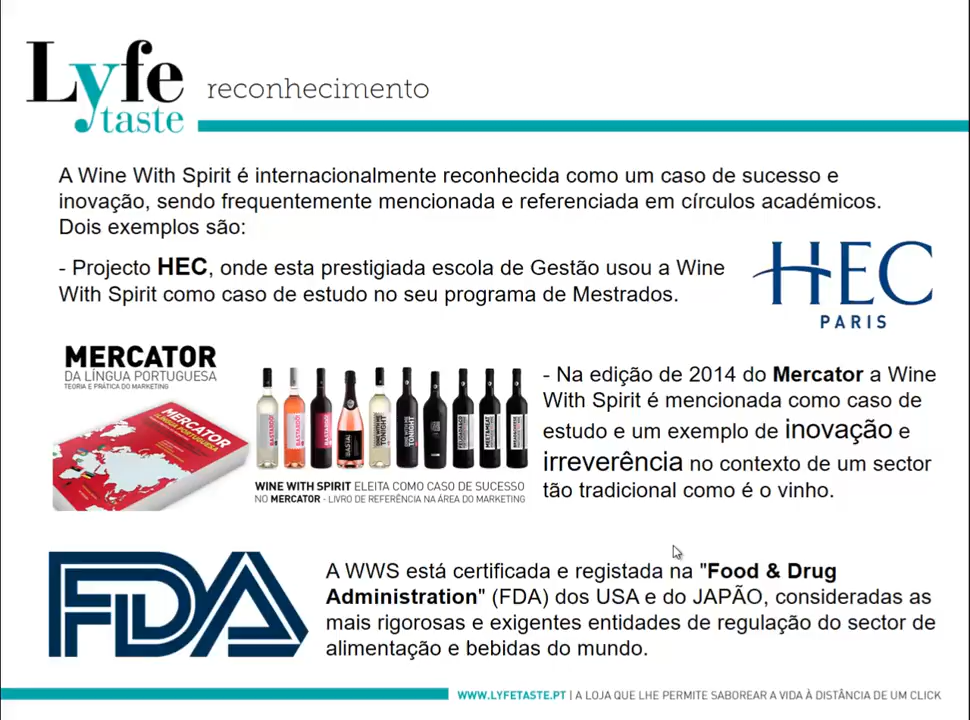 Lyfe
taste
reconhecimento
A Wine With Spirit é internacionalmente reconhecida como um caso de sucesso e
inovação, sendo frequentemente mencionada e referenciada em círculos académicos.
Dois exemplos são:
- Projecto HEC, onde esta prestigiada escola de Gestão usou a Wine
With Spirit como caso de estudo no seu programa de Mestrados.
HEC
PARIS
MERCATOR
DA LÍNGUA PORTUGUESA
TEORIA E PRÁTICA DO MARKETING
MERCATOR
BASTARDÔ!
BASTARDÔ!
BASTARDÔ!
TONIGHT
WINE WITH SPIRIT ELEITA COMO CASO DE SUCESSO
NO MERCATOR - LIVRO DE REFERÊNCIA NA ÁREA DO MARKETING
- Na edição de 2014 do Mercator a Wine
With Spirit é mencionada como caso de
estudo e um exemplo de inovação e
irreverência no contexto de um sector
tão tradicional como é o vinho.
FDA
A WWS está certificada e registada na "Food & Drug
Administration" (FDA) dos USA e do JAPÃO, consideradas as
mais rigorosas e exigentes entidades de regulação do sector de
alimentação e bebidas do mundo.
WWW.LYFETASTE.PT | A LOJA QUE LHE PERMITE SABOREAR A VIDA À DISTÂNCIA DE UM CLICK